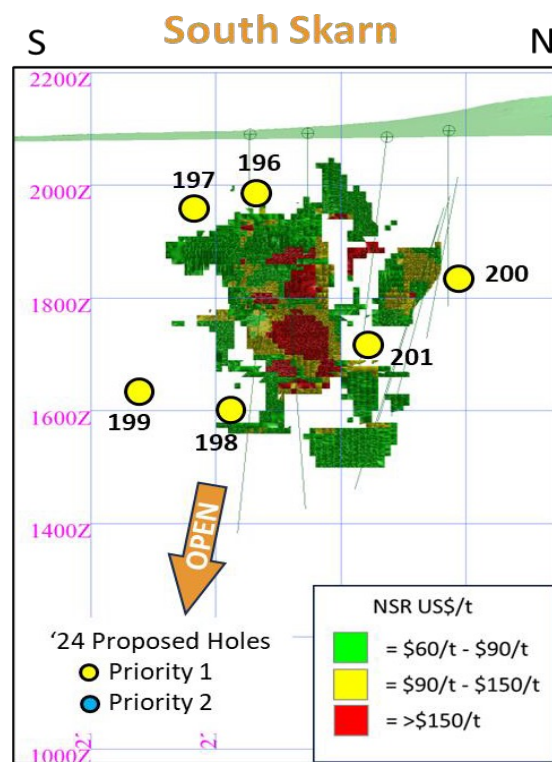 South Skarn
S
N
2200Z
2000Z
1800Z
1600Z
1400Z
1000Z
197
196
200
201
199
198
OPEN
‘24 Proposed Holes
Priority 1
Priority 2
NSR US$/t
= $60/t - $90/t
= $90/t - $150/t
= >$150/t